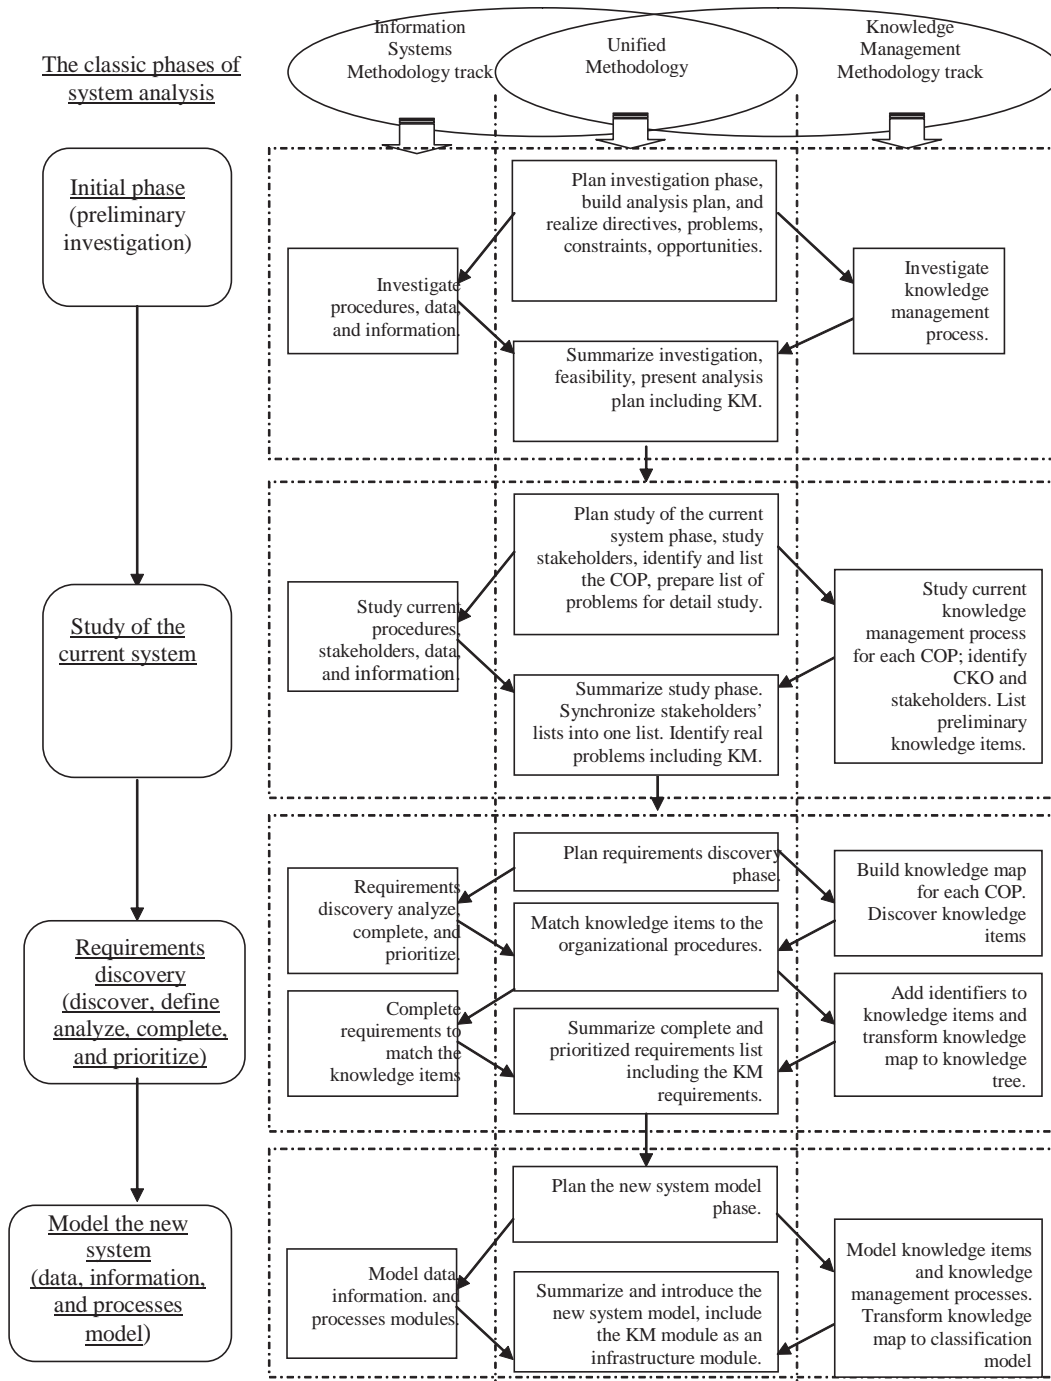 The classic phases of
system analysis
Information
Systems
Methodology track
Unified
Methodology
Knowledge
Management
Methodology track
Initial phase
(preliminary
investigation)
Plan investigation phase,
build analysis plan, and
realize directives, problems,
constraints, opportunities.
Investigate
procedures, data,
and information.
Investigate
knowledge
management
process.
Summarize investigation,
feasibility, present analysis
plan including KM.
Study of the
current system
Plan study of the current
system phase, study
stakeholders, identify and list
the COP, prepare list of
problems for detail study.
Study current
procedures,
stakeholders, data,
and information.
Study current
knowledge
management process
for each COP; identify
CKO and
stakeholders. List
preliminary
knowledge items.
Summarize study phase.
Synchronize stakeholders’
lists into one list. Identify real
problems including KM.
Requirements
discovery
(discover, define
analyze, complete,
and prioritize)
Plan requirements discovery
phase.
Requirements
discovery analyze,
complete, and
prioritize.
Build knowledge map
for each COP.
Discover knowledge
items
Match knowledge items to the
organizational procedures.
Complete
requirements to
match the
knowledge items
Add identifiers to
knowledge items and
transform knowledge
map to knowledge
tree.
Summarize complete and
prioritized requirements list
including the KM
requirements.
Model the new
system
(data, information,
and processes
model)
Plan the new system model
phase.
Model data,
information. and
processes modules.
Model knowledge items
and knowledge
management processes.
Transform knowledge
map to classification
model
Summarize and introduce the
new system model, include
the KM module as an
infrastructure module.